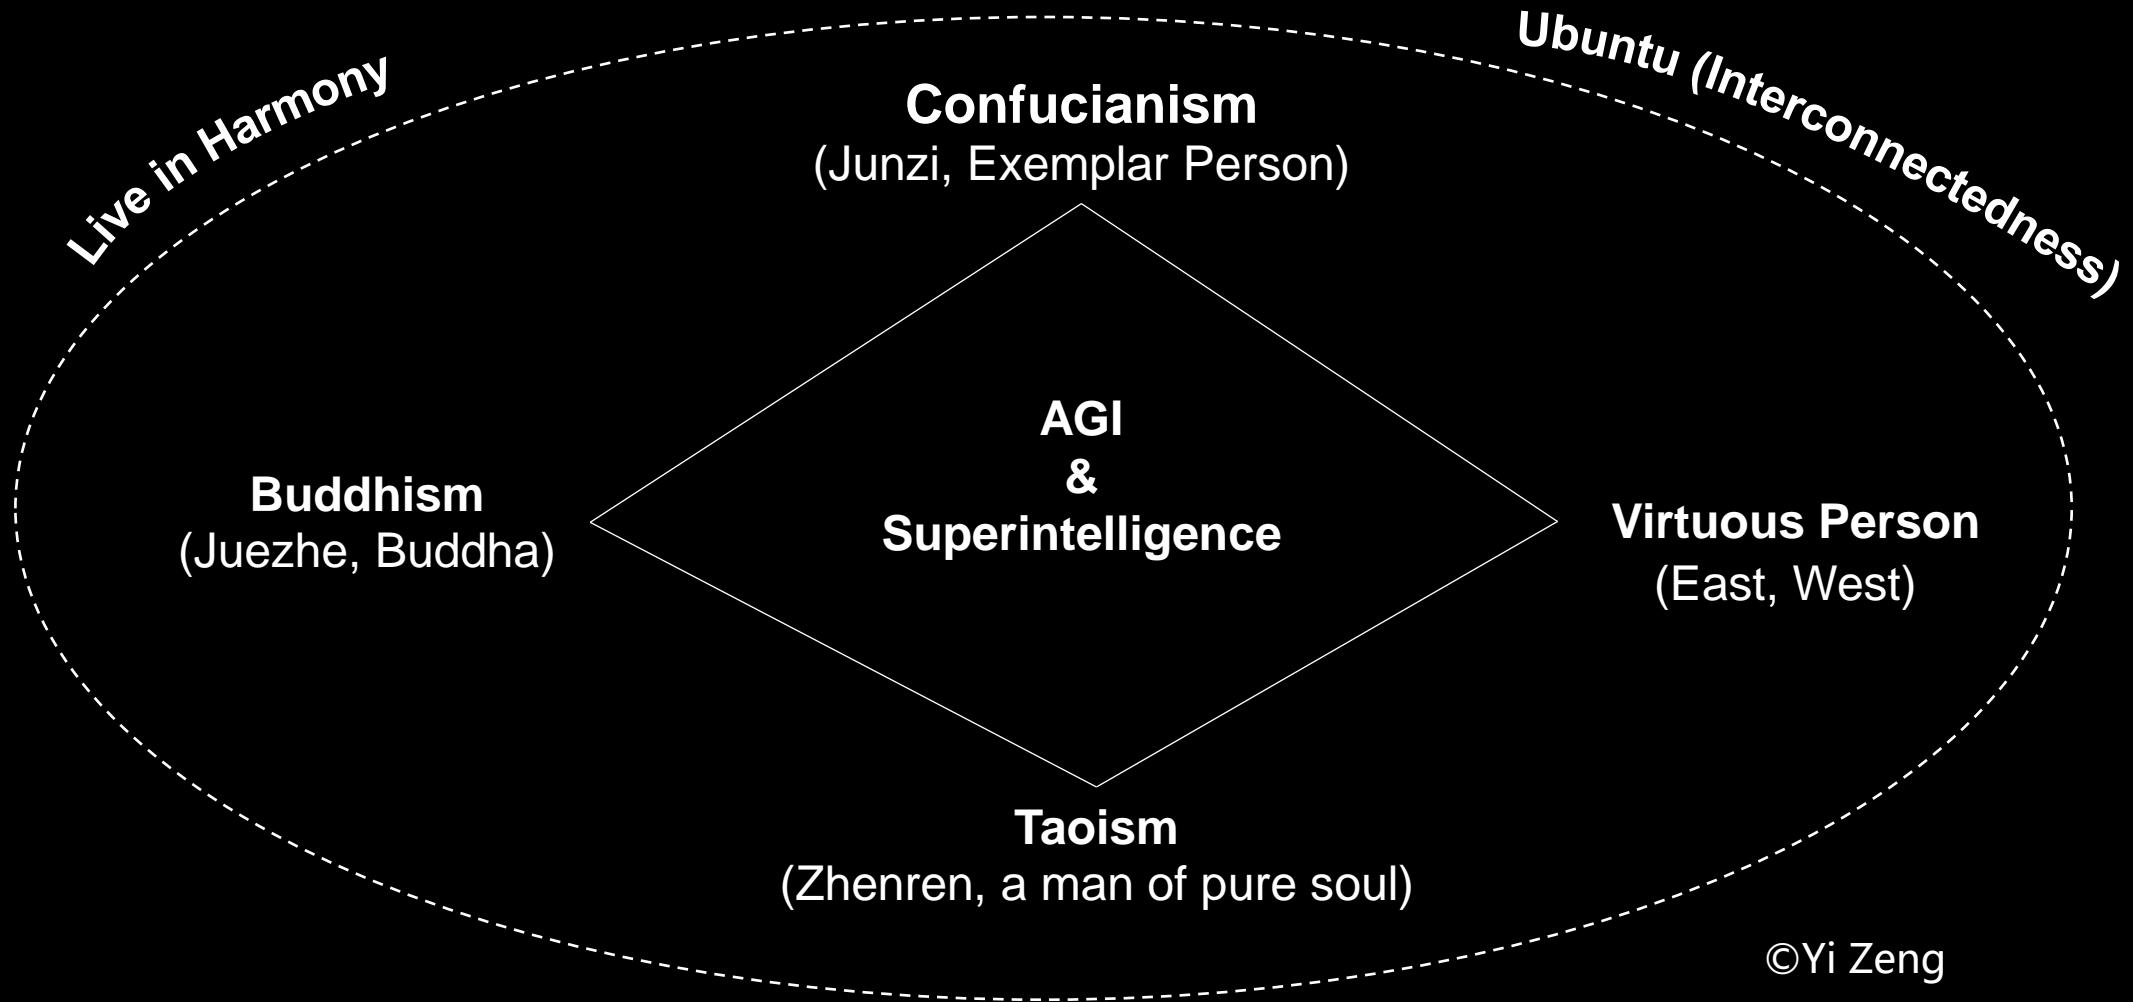 Live in Harmony
Ubuntu (Interconnectedness)
Confucianism
(Junzi, Exemplar Person)
AGI
&
Superintelligence
Buddhism
(Juezhe, Buddha)
Virtuous Person
(East, West)
Taoism
(Zhenren, a man of pure soul)
©Yi Zeng